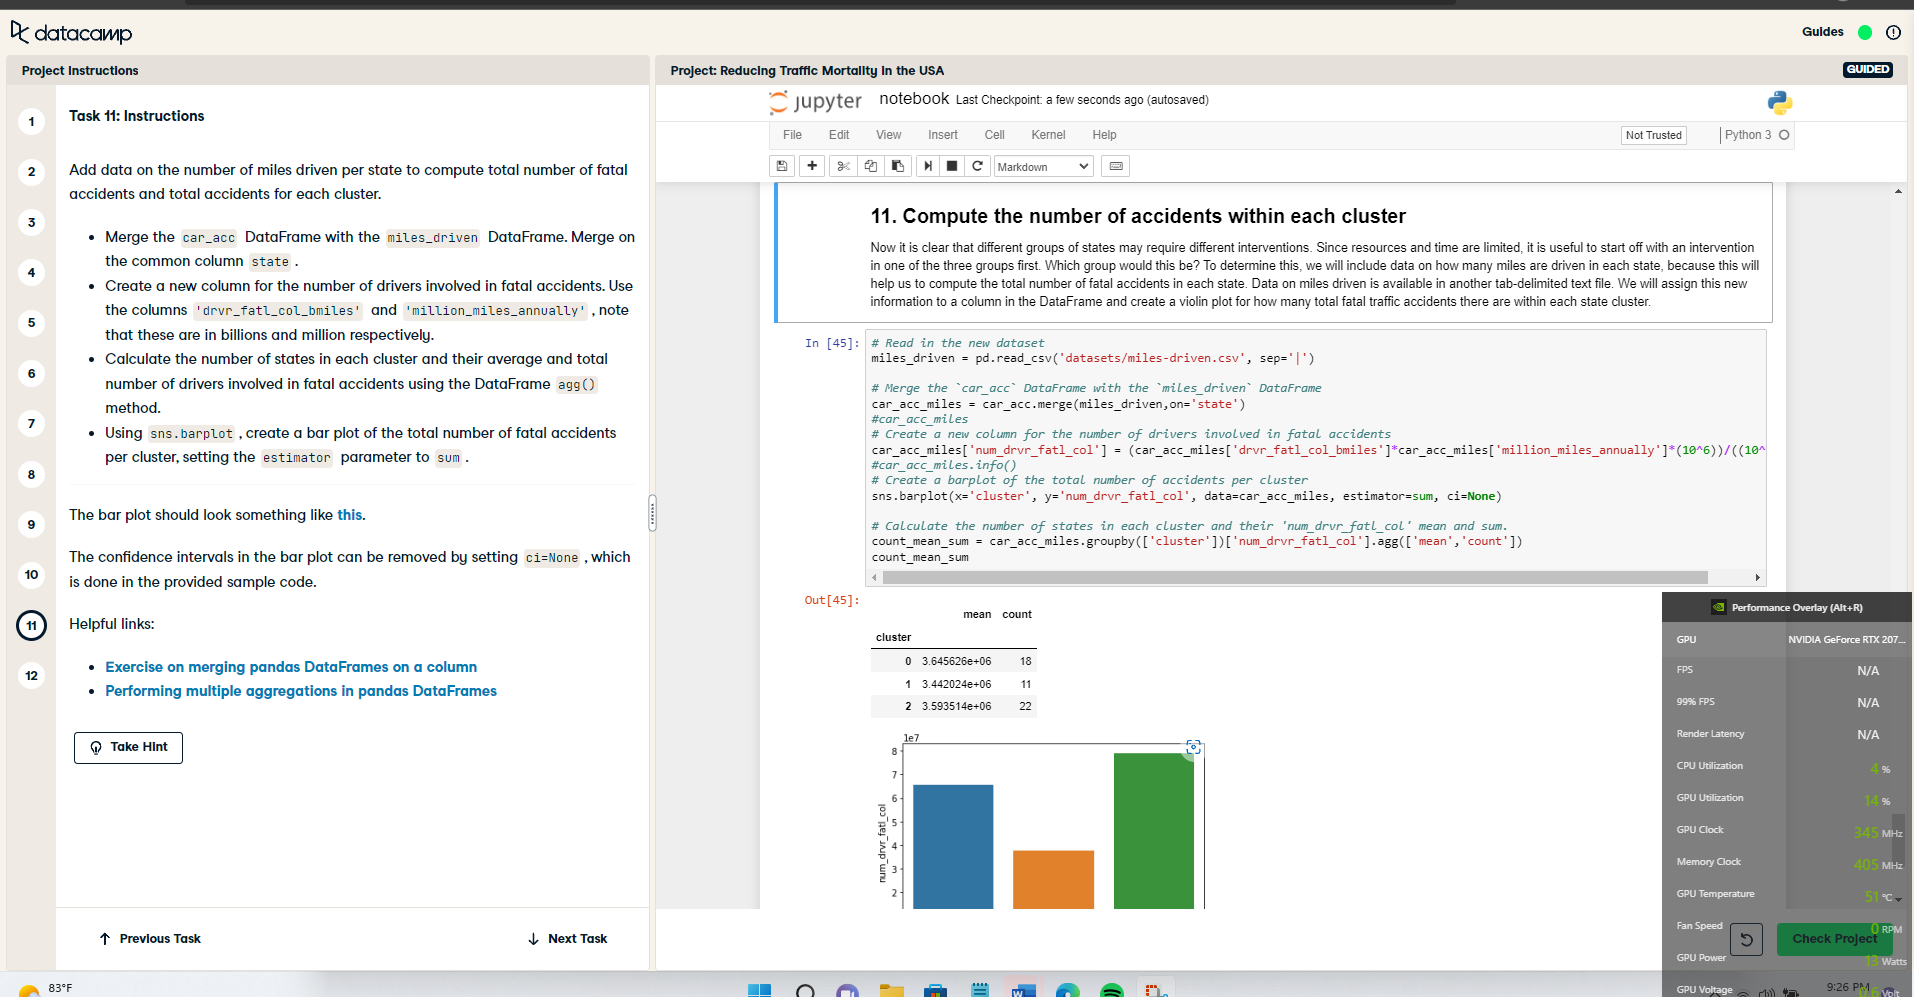 datacamp
Guides
Project Instructions
Project: Reducing Traffic Mortality in the USA
GUIDED
1
2
3
4
5
6
7
8
9
10
11
12
Task 11: Instructions
Add data on the number of miles driven per state to compute total number of fatal
accidents and total accidents for each cluster.
• Merge the car_acc DataFrame with the miles_driven DataFrame. Merge on
the common column state .
• Create a new column for the number of drivers involved in fatal accidents. Use
the columns 'drvr_fatl_col_bmiles' and 'million_miles_annually' , note
that these are in billions and million respectively.
• Calculate the number of states in each cluster and their average and total
number of drivers involved in fatal accidents using the DataFrame agg()
method.
• Using sns.barplot , create a bar plot of the total number of fatal accidents
per cluster, setting the estimator parameter to sum .
The bar plot should look something like this.
The confidence intervals in the bar plot can be removed by setting ci=None , which
is done in the provided sample code.
Helpful links:
• Exercise on merging pandas DataFrames on a column
• Performing multiple aggregations in pandas DataFrames
Take Hint
Previous Task
Next Task
jupyter notebook Last Checkpoint: a few seconds ago (autosaved)
File Edit View Insert Cell Kernel Help
Not Trusted
Python 3
Markdown
11. Compute the number of accidents within each cluster
Now it is clear that different groups of states may require different interventions. Since resources and time are limited, it is useful to start off with an intervention
in one of the three groups first. Which group would this be? To determine this, we will include data on how many miles are driven in each state, because this will
help us to compute the total number of fatal accidents in each state. Data on miles driven is available in another tab-delimited text file. We will assign this new
information to a column in the DataFrame and create a violin plot for how many total fatal traffic accidents there are within each state cluster.
In [45]:
# Read in the new dataset
miles_driven = pd.read_csv('datasets/miles-driven.csv', sep='|')
# Merge the `car_acc` DataFrame with the `miles_driven` DataFrame
car_acc_miles = car_acc.merge(miles_driven,on='state')
#car_acc_miles
# Create a new column for the number of drivers involved in fatal accidents
car_acc_miles['num_drvr_fatl_col'] = (car_acc_miles['drvr_fatl_col_bmiles']*car_acc_miles['million_miles_annually']*(10^6))/((10^
#car_acc_miles.info()
# Create a barplot of the total number of accidents per cluster
sns.barplot(x='cluster', y='num_drvr_fatl_col', data=car_acc_miles, estimator=sum, ci=None)
# Calculate the number of states in each cluster and their 'num_drvr_fatl_col' mean and sum.
count_mean_sum = car_acc_miles.groupby(['cluster'])['num_drvr_fatl_col'].agg(['mean','count'])
count_mean_sum
Out[45]:
mean count
cluster
0 3.645626e+06 18
1 3.442024e+06 11
2 3.593514e+06 22
1e7
8
7
6
5
4
3
2
num_drvr_fatl_col
Performance Overlay (Alt+R)
GPU NVIDIA GeForce RTX 207...
FPS N/A
99% FPS N/A
Render Latency N/A
CPU Utilization 4 %
GPU Utilization 14 %
GPU Clock 345 MHz
Memory Clock 405 MHz
GPU Temperature 51 °C
Fan Speed 0 RPM
Check Project
GPU Power 13 Watts
GPU Voltage Volt
83°F
9:26 PM